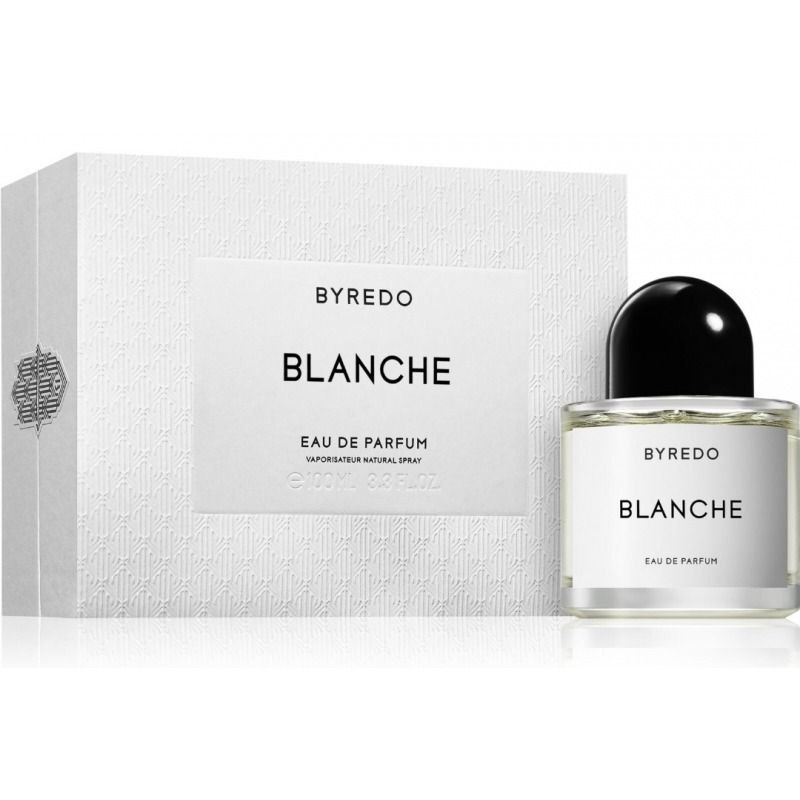 BYREDO
BLANCHE
EAU DE PARFUM
VAPORISATEUR NATURAL SPRAY
℮100ML 3.3 FL.OZ.
BYREDO
BLANCHE
EAU DE PARFUM